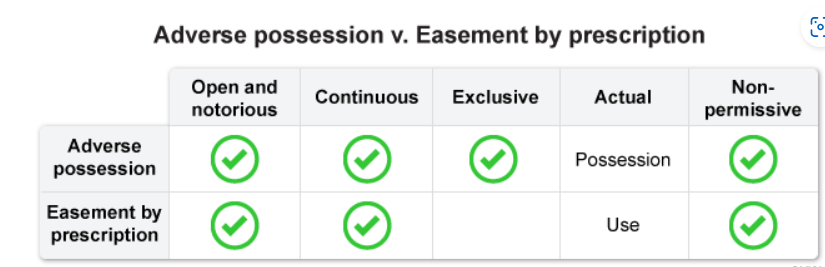 Adverse possession v. Easement by prescription
Open and
notorious
Continuous
Exclusive
Actual
Non-
permissive
Adverse
possession
Possession
Easement by
prescription
Use